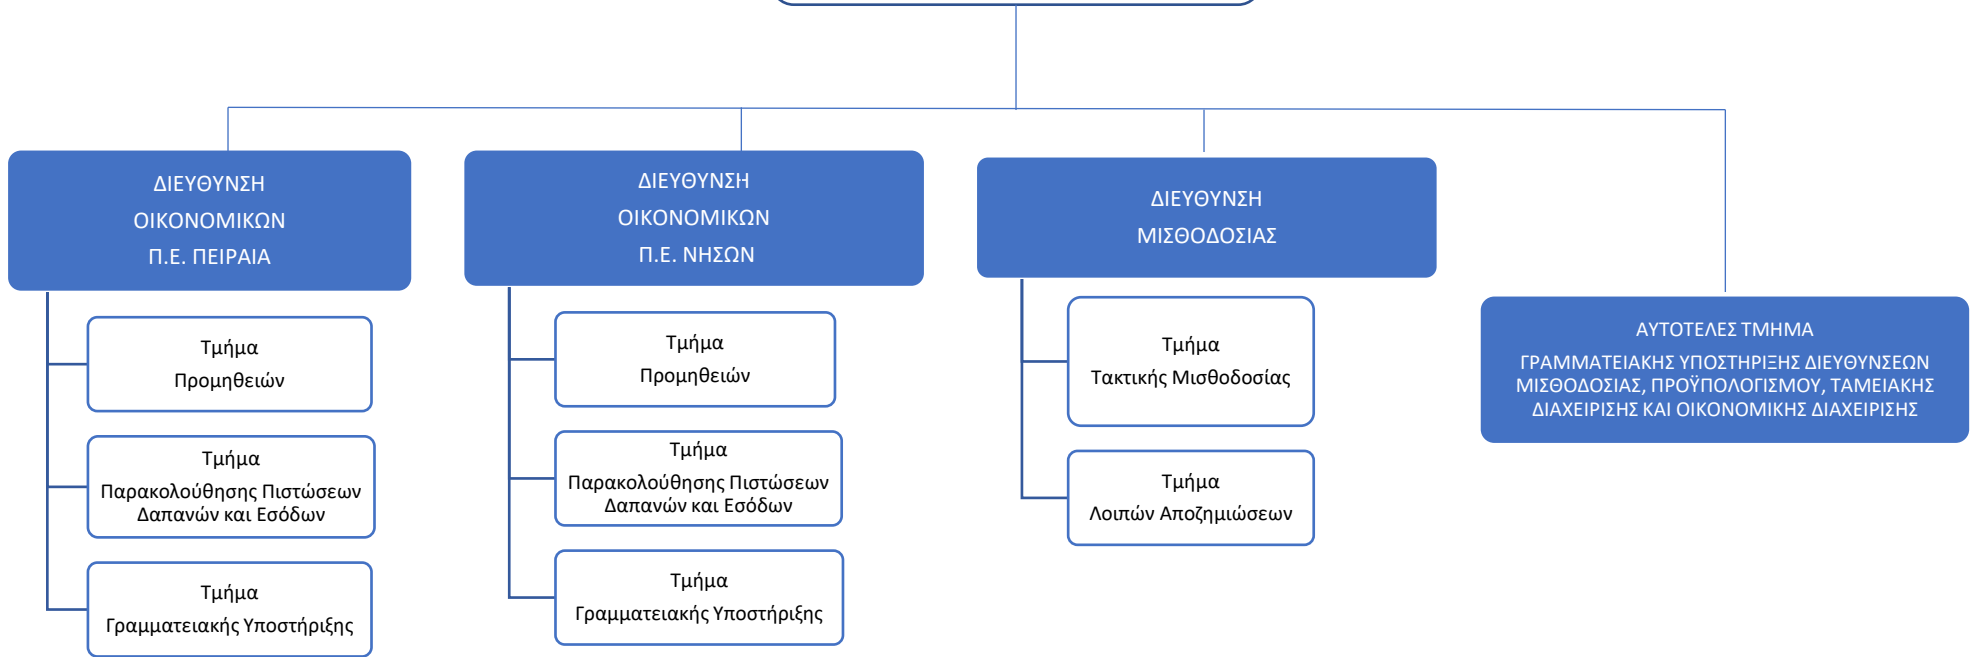 ΔΙΕΥΘΥΝΣΗ
ΟΙΚΟΝΟΜΙΚΩΝ
Π.Ε. ΠΕΙΡΑΙΑ
Τμήμα
Προμηθειών
Τμήμα
Παρακολούθησης Πιστώσεων
Δαπανών και Εσόδων
Τμήμα
Γραμματειακής Υποστήριξης
ΔΙΕΥΘΥΝΣΗ
ΟΙΚΟΝΟΜΙΚΩΝ
Π.Ε. ΝΗΣΩΝ
Τμήμα
Προμηθειών
Τμήμα
Παρακολούθησης Πιστώσεων
Δαπανών και Εσόδων
Τμήμα
Γραμματειακής Υποστήριξης
ΔΙΕΥΘΥΝΣΗ
ΜΙΣΘΟΔΟΣΙΑΣ
Τμήμα
Τακτικής Μισθοδοσίας
Τμήμα
Λοιπών Αποζημιώσεων
ΑΥΤΟΤΕΛΕΣ ΤΜΗΜΑ
ΓΡΑΜΜΑΤΕΙΑΚΗΣ ΥΠΟΣΤΗΡΙΞΗΣ ΔΙΕΥΘΥΝΣΕΩΝ
ΜΙΣΘΟΔΟΣΙΑΣ, ΠΡΟΫΠΟΛΟΓΙΣΜΟΥ, ΤΑΜΕΙΑΚΗΣ
ΔΙΑΧΕΙΡΙΣΗΣ ΚΑΙ ΟΙΚΟΝΟΜΙΚΗΣ ΔΙΑΧΕΙΡΙΣΗΣ